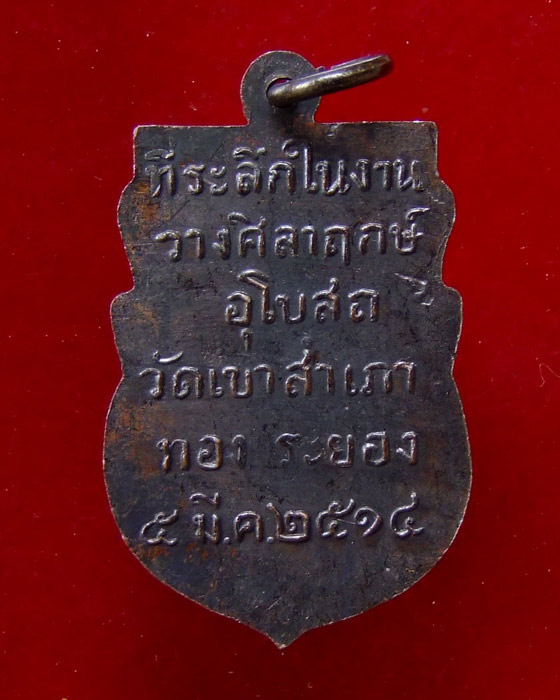 ที่ระลึกในงาน
วางศิลาฤกษ์
อุโบสถ
วัดเขาสำเภา
ทอง ระยอง
๕ มี.ค.๒๕๑๔